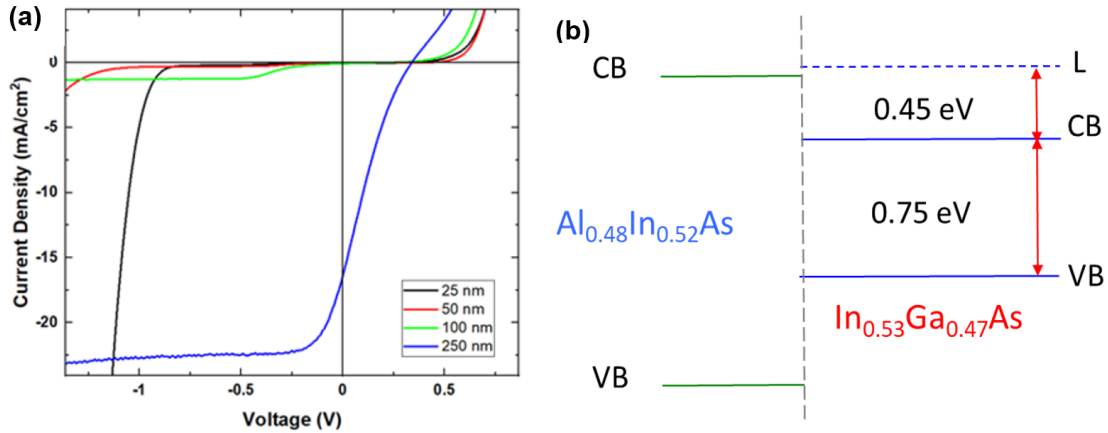 (a)
0
-5
-10
-15
-20
-1
-0.5
0
0.5
Current Density (mA/cm²)
Voltage (V)
25 nm
50 nm
100 nm
250 nm
(b)
CB
L
0.45 eV
CB
Al₀.₄₈In₀.₅₂As
0.75 eV
VB
In₀.₅₃Ga₀.₄₇As
VB